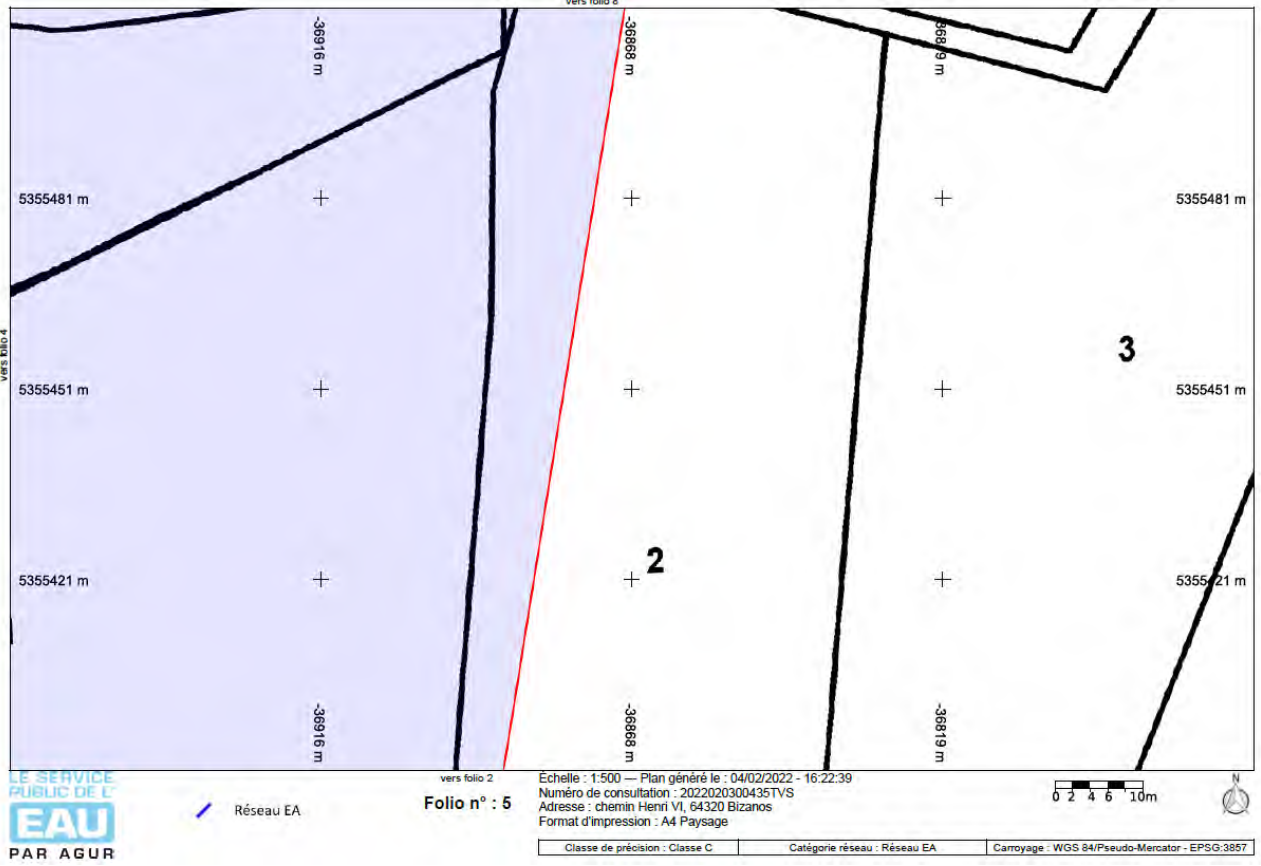 vers folio 8
-36916 m
-36868 m
-36819 m
5355481 m
5355481 m
vers folio 4
3
5355451 m
5355451 m
2
5355421 m
5355421 m
-36916 m
-36868 m
-36819 m
LE SERVICE
PUBLIC DE L'
EAU
PAR AGUR
Réseau EA
vers folio 2
Folio n° : 5
Échelle : 1:500 — Plan généré le : 04/02/2022 - 16:22:39
Numéro de consultation : 2022020300435TVS
Adresse : chemin Henri VI, 64320 Bizanos
Format d'impression : A4 Paysage
0 2 4 6 10m
N
Classe de précision : Classe C
Catégorie réseau : Réseau EA
Carroyage : WGS 84/Pseudo-Mercator - EPSG:3857